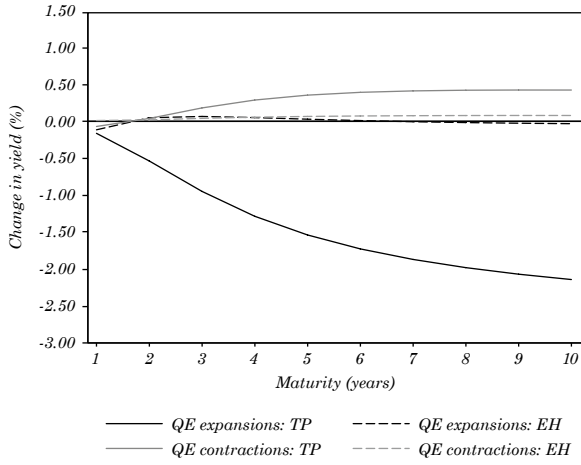 1.50
1.00
0.50
0.00
-0.50
-1.00
-1.50
-2.00
-2.50
-3.00
Change in yield (%)
1 2 3 4 5 6 7 8 9 10
Maturity (years)
QE expansions: TP QE expansions: EH
QE contractions: TP QE contractions: EH